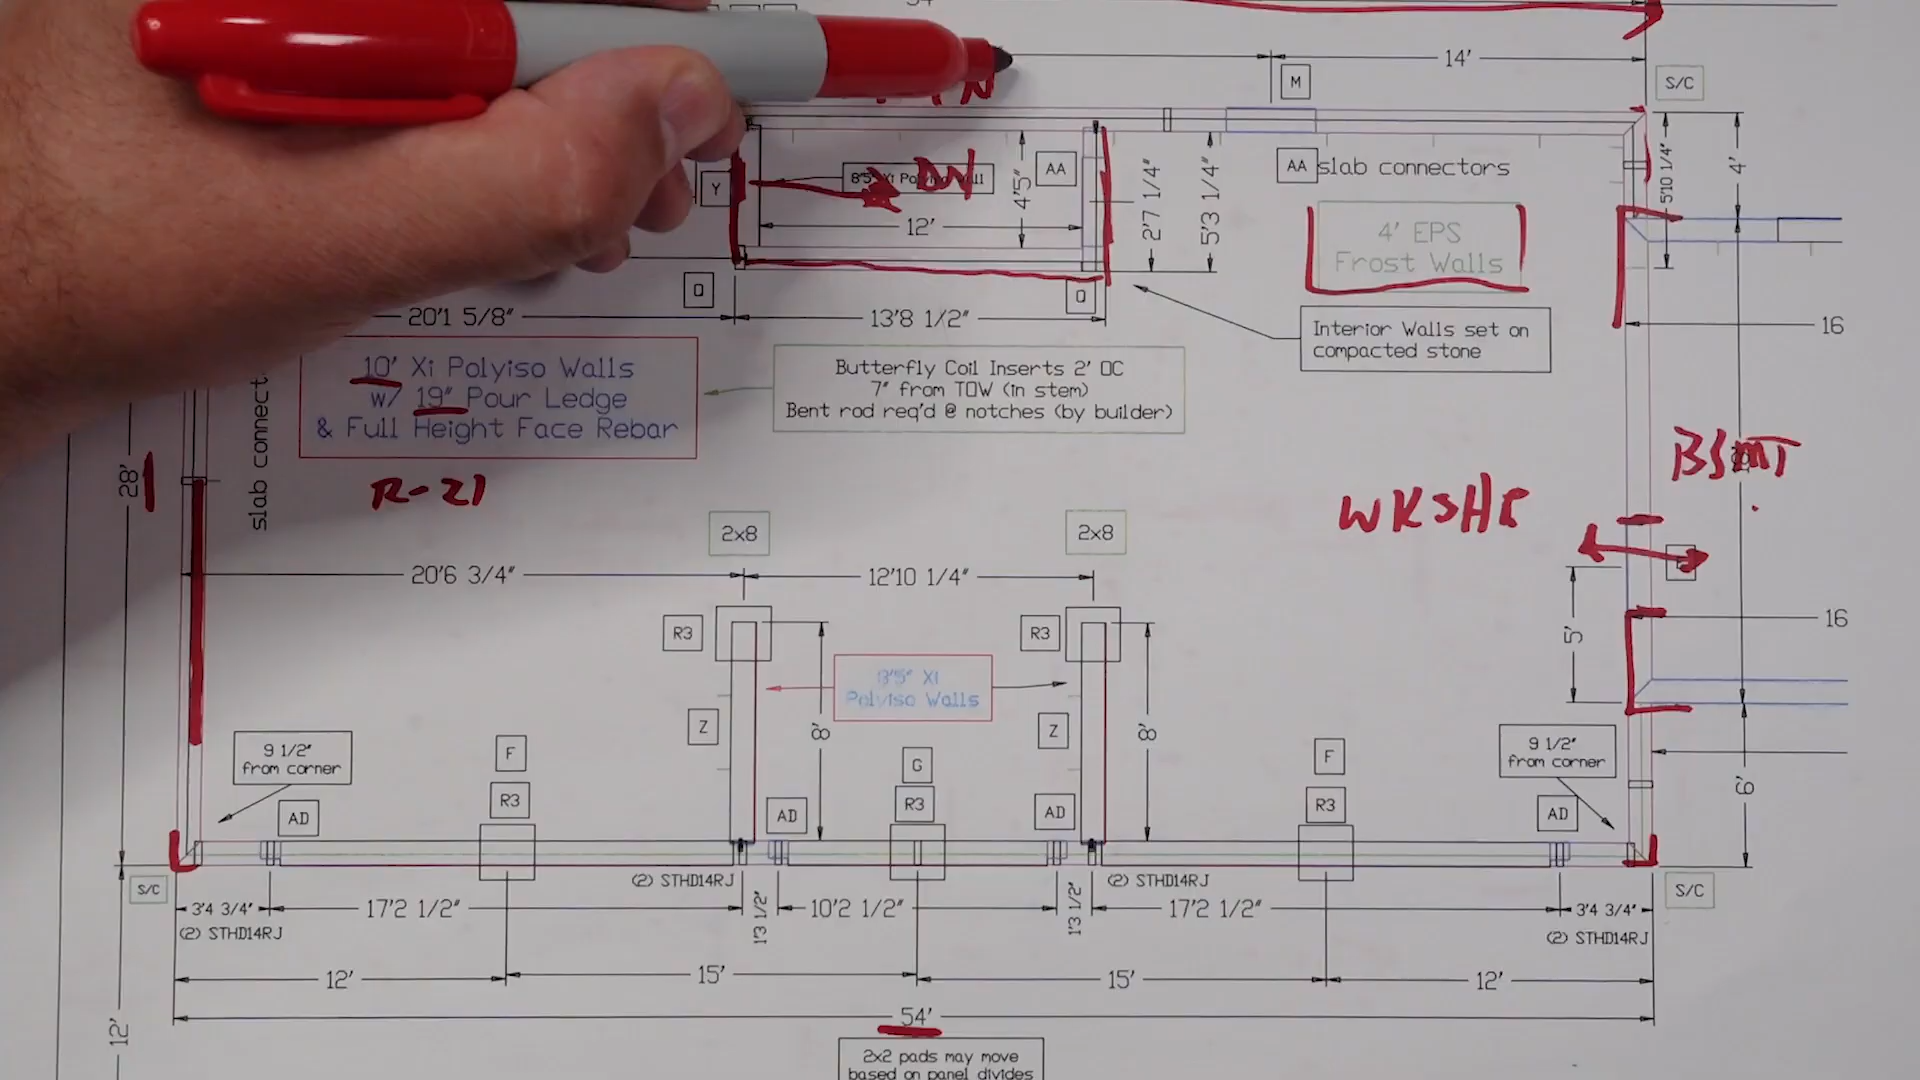 14'
M
S/C
AA
Y
8'5" Xi Polyiso Wall
DN
4'5"
12'
2'7 1/4"
5'3 1/4"
AA slab connectors
5'10 1/4"
4'
4' EPS
Frost Walls
O
O
20'1 5/8"
13'8 1/2"
Interior Walls set on
compacted stone
16
10' Xi Polyiso Walls
w/ 19" Pour Ledge
& Full Height Face Rebar
Butterfly Coil Inserts 2' OC
7" from TOW (in stem)
Bent rod req'd @ notches (by builder)
slab connect
28'
R-21
WKSHP
BSMT
2x8
2x8
20'6 3/4"
12'10 1/4"
5'
16
R3
R3
8'5" Xi
Polyiso Walls
Z
8'
Z
8'
9 1/2"
from corner
F
R3
G
R3
F
R3
9 1/2"
from corner
6'
AD
AD
AD
AD
S/C
(2) STHD14RJ
(2) STHD14RJ
S/C
3'4 3/4"
17'2 1/2"
1'3 1/2"
10'2 1/2"
1'3 1/2"
17'2 1/2"
3'4 3/4"
(2) STHD14RJ
(2) STHD14RJ
12'
15'
15'
12'
12'
54'
2x2 pads may move
based on panel divides